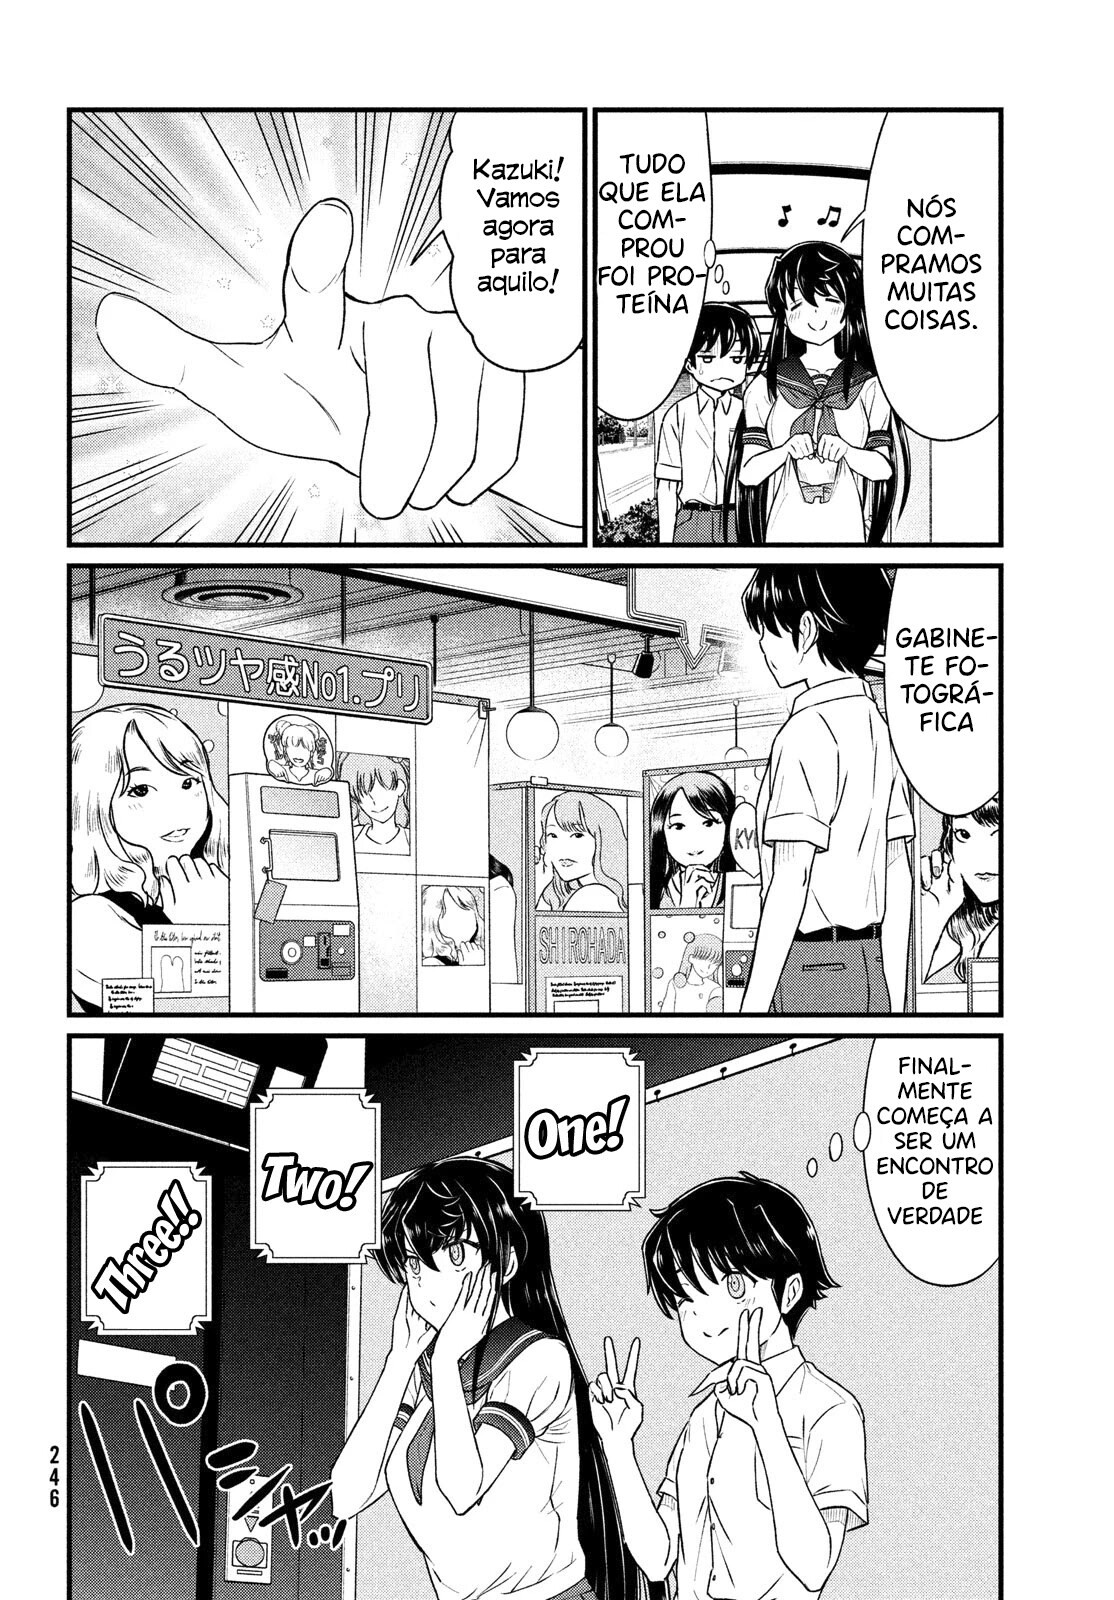 NÓS
COM-
PRAMOS
MUITAS
COISAS.
TUDO
QUE ELA
COM-
PROU
FOI PRO-
TEÍNA
Kazuki!
Vamos
agora
para
aquilo!
GABINE-
TE FO-
TOGRÁ-
FICA
うるツヤ感No1.プリ
SHIROHADA
KYU
FINAL-
MENTE
COMEÇA A
SER UM
ENCONTRO
DE
VERDADE
One!
Two!
Three!!
パシャッ
246